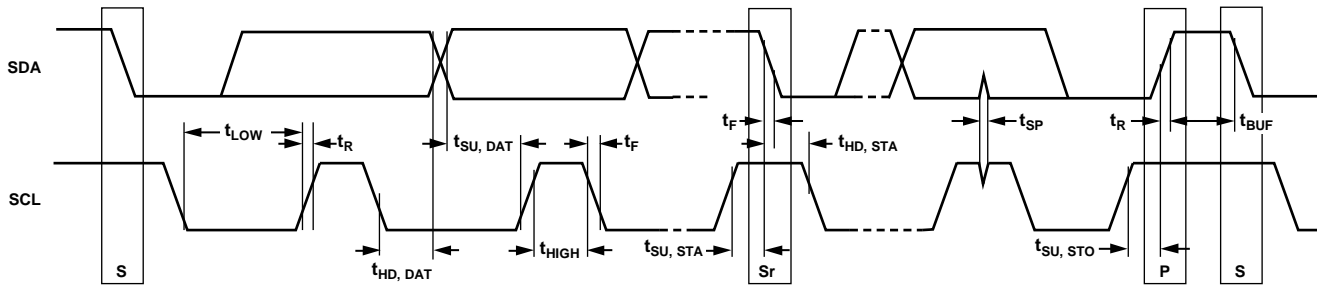 SDA
tF
tSP
tR
tBUF
tLOW
tR
tSU, DAT
tF
tHD, STA
SCL
tHD, DAT
tHIGH
tSU, STA
tSU, STO
S
Sr
P
S